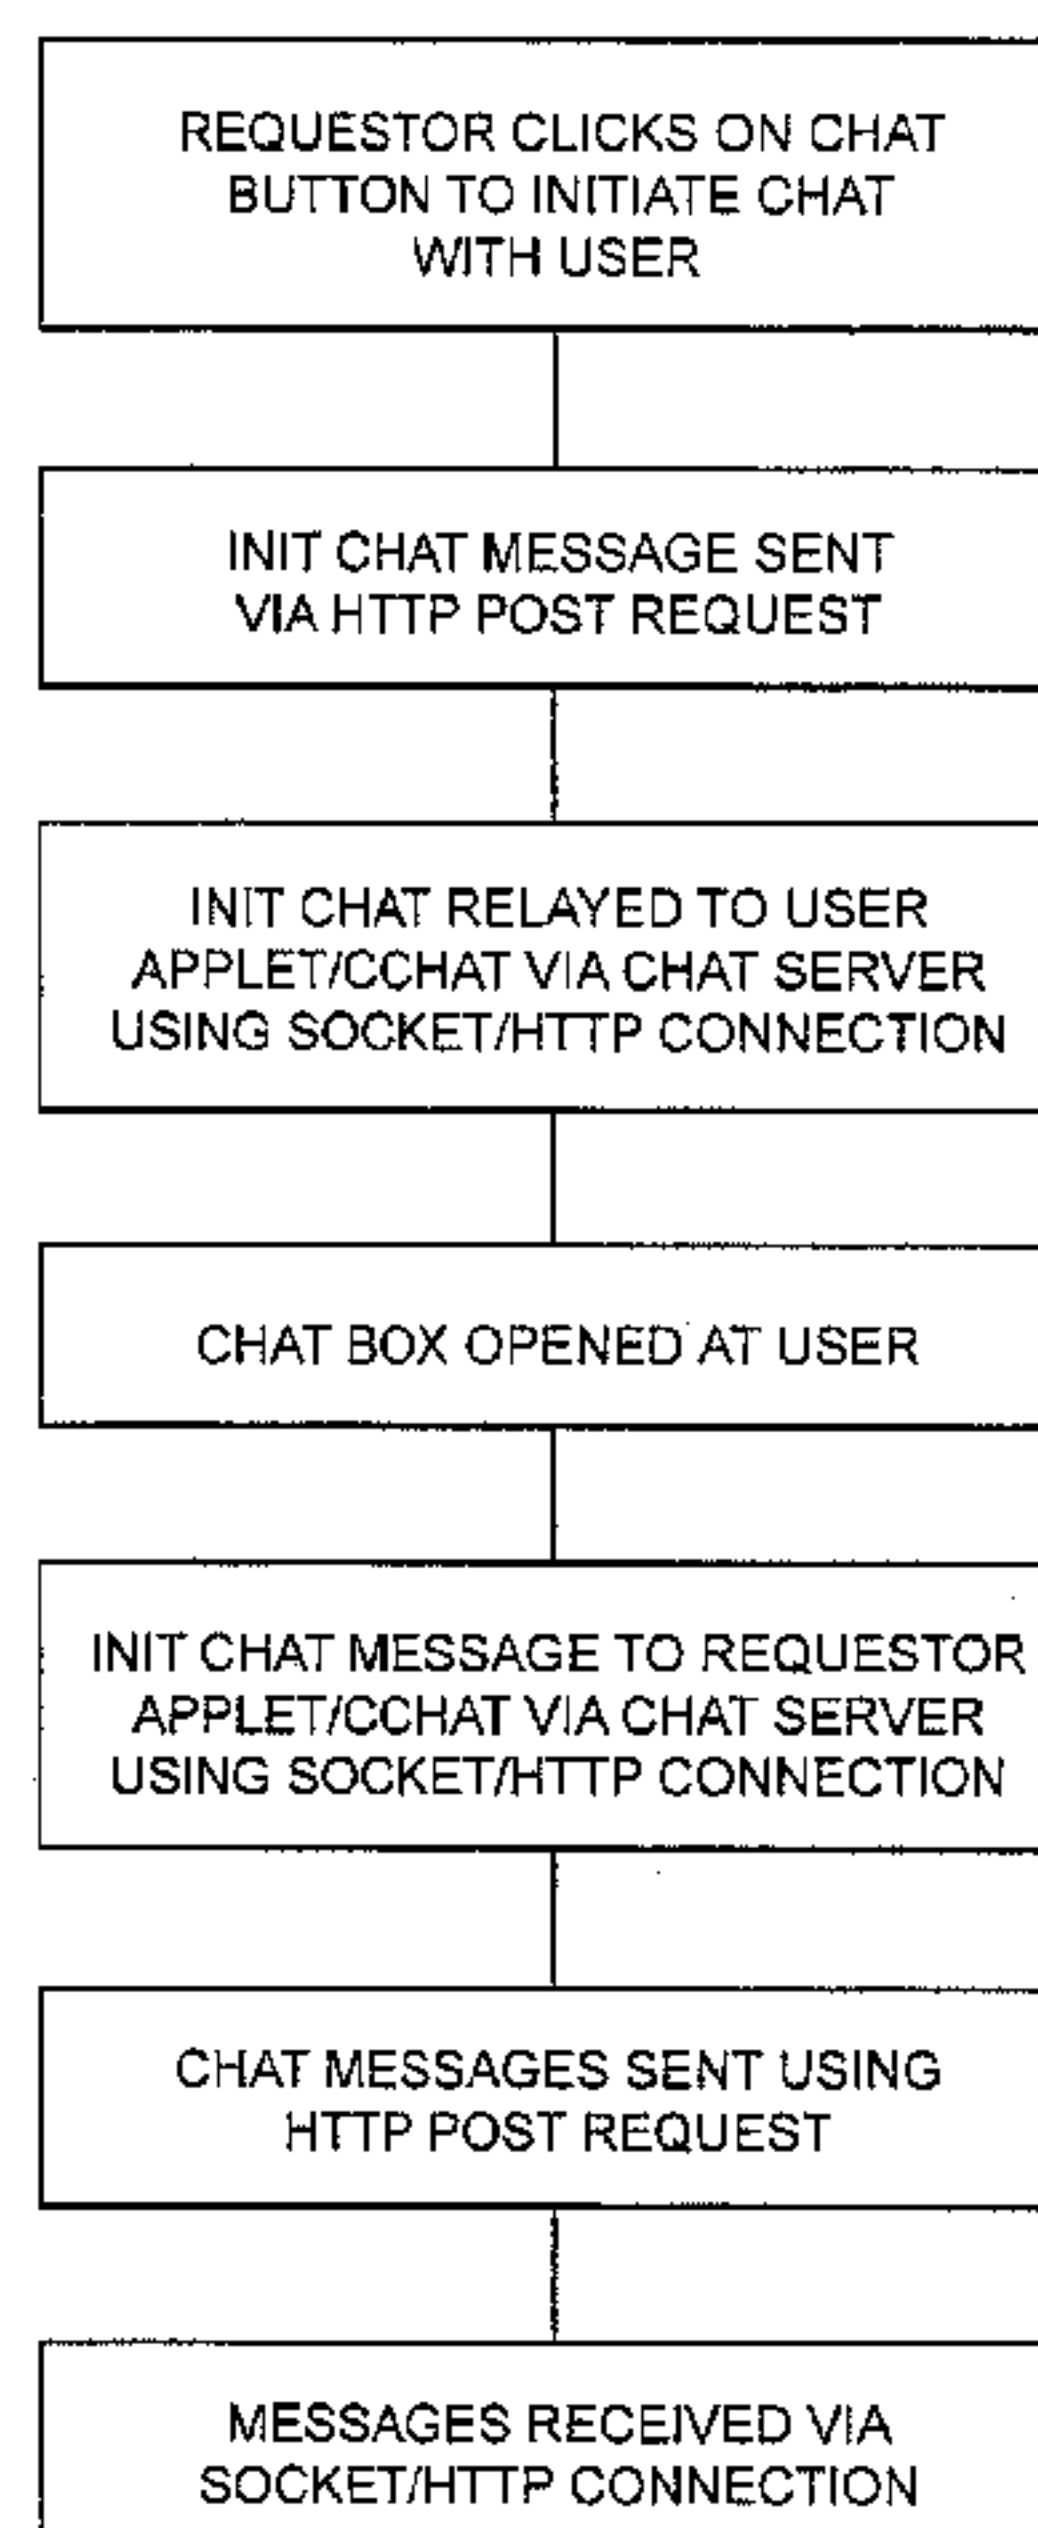 REQUESTOR CLICKS ON CHAT
BUTTON TO INITIATE CHAT
WITH USER
INIT CHAT MESSAGE SENT
VIA HTTP POST REQUEST
INIT CHAT RELAYED TO USER
APPLET/CCHAT VIA CHAT SERVER
USING SOCKET/HTTP CONNECTION
CHAT BOX OPENED AT USER
INIT CHAT MESSAGE TO REQUESTOR
APPLET/CCHAT VIA CHAT SERVER
USING SOCKET/HTTP CONNECTION
CHAT MESSAGES SENT USING
HTTP POST REQUEST
MESSAGES RECEIVED VIA
SOCKET/HTTP CONNECTION